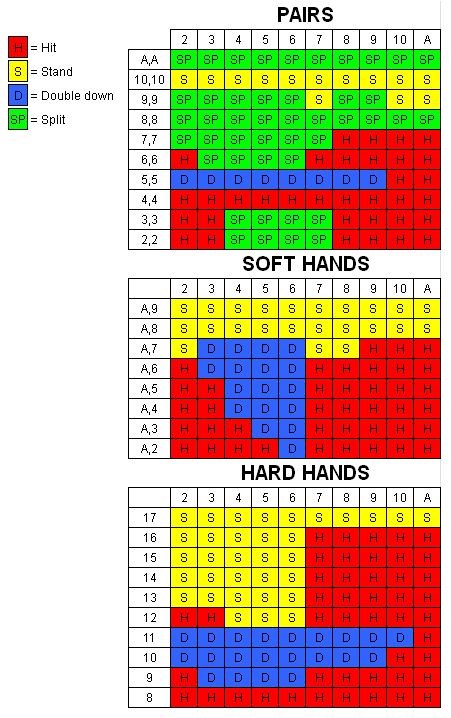 PAIRS
H = Hit
S = Stand
D = Double down
SP = Split
2 3 4 5 6 7 8 9 10 A
A,A SP SP SP SP SP SP SP SP SP SP
10,10 S S S S S S S S S S
9,9 SP SP SP SP SP S SP SP S S
8,8 SP SP SP SP SP SP SP SP SP SP
7,7 SP SP SP SP SP SP H H H H
6,6 H SP SP SP SP H H H H H
5,5 D D D D D D D D H H
4,4 H H H H H H H H H H
3,3 H H SP SP SP SP H H H H
2,2 H H SP SP SP SP H H H H
SOFT HANDS
2 3 4 5 6 7 8 9 10 A
A,9 S S S S S S S S S S
A,8 S S S S S S S S S S
A,7 S D D D D S S H H H
A,6 H D D D D H H H H H
A,5 H H D D D H H H H H
A,4 H H D D D H H H H H
A,3 H H H D D H H H H H
A,2 H H H H D H H H H H
HARD HANDS
2 3 4 5 6 7 8 9 10 A
17 S S S S S S S S S S
16 S S S S S H H H H H
15 S S S S S H H H H H
14 S S S S S H H H H H
13 S S S S S H H H H H
12 H H S S S H H H H H
11 D D D D D D D D D H
10 D D D D D D D D H H
9 H D D D D H H H H H
8 H H H H H H H H H H